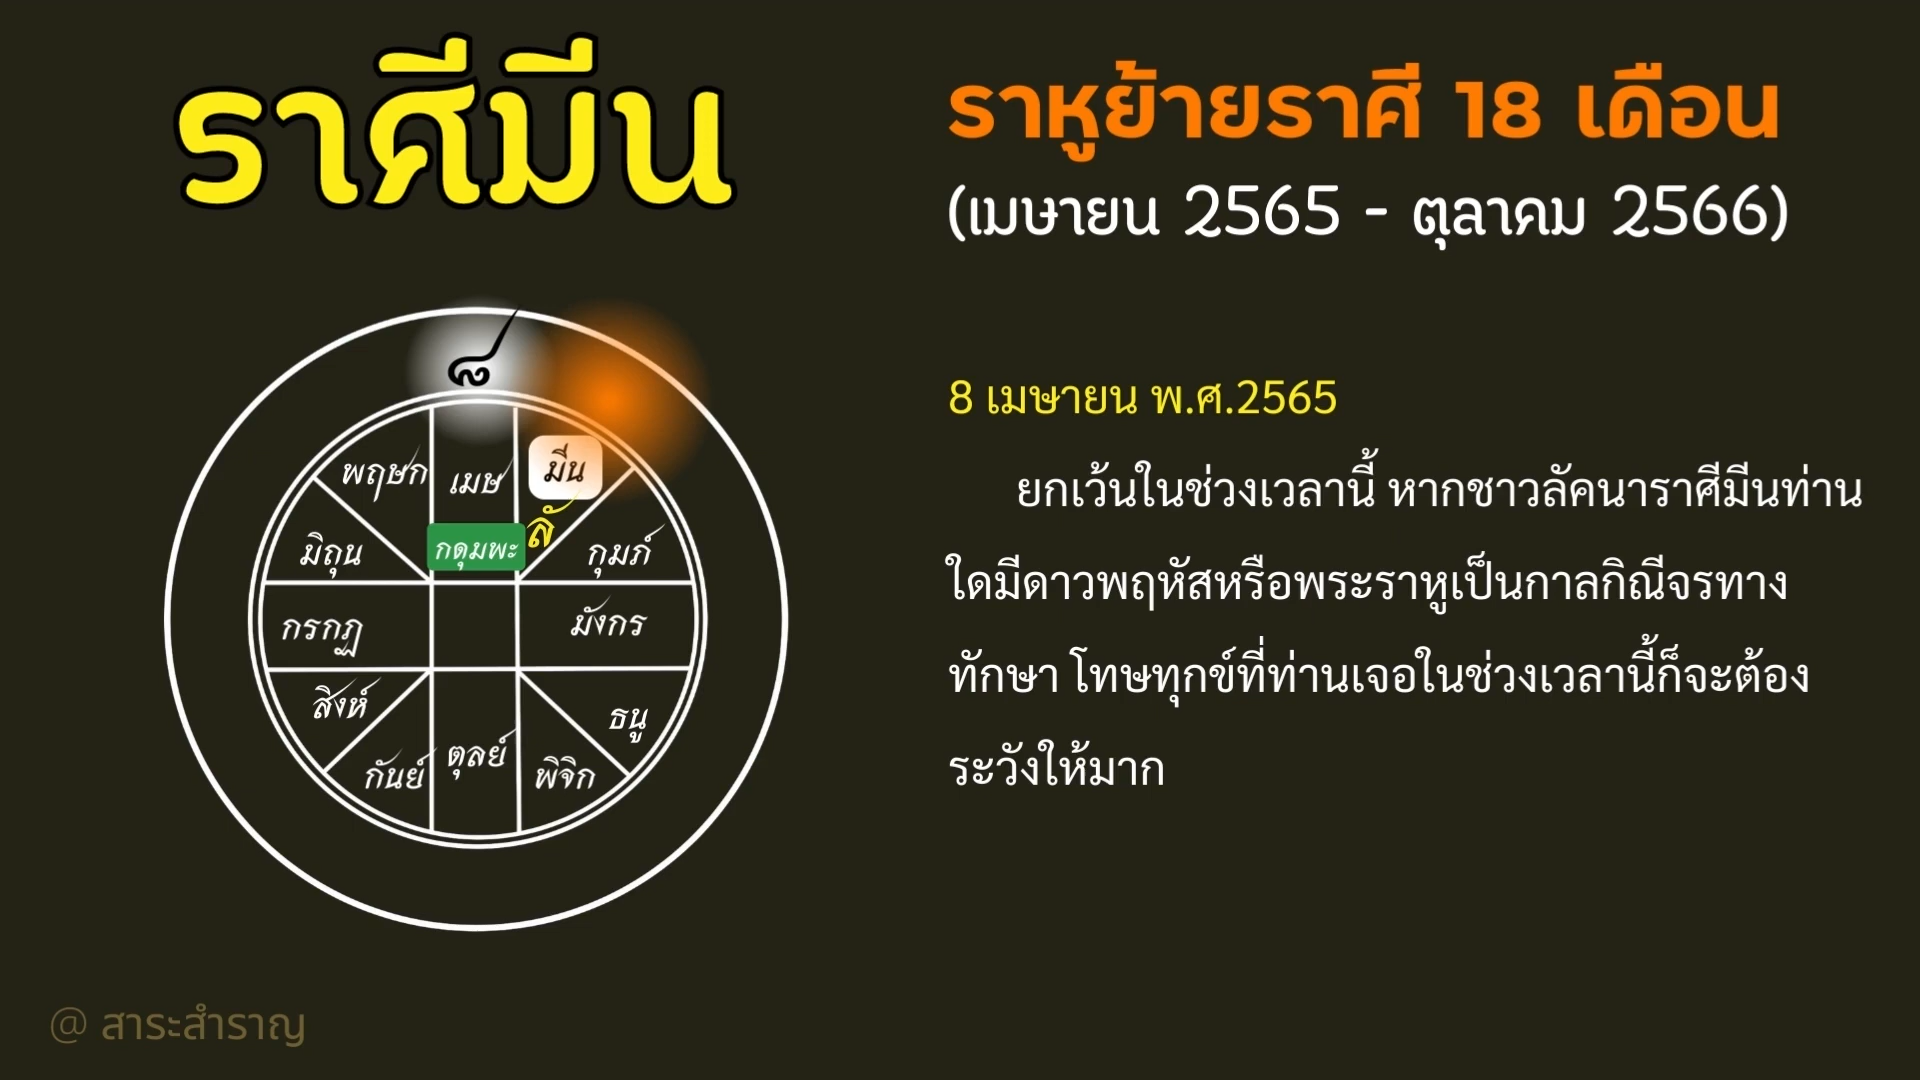 ราศีมีน
ราหูย้ายราศี 18 เดือน
(เมษายน 2565 - ตุลาคม 2566)
๘
พฤษภ
เมษ
มีน
มิถุน
กดุมพะ
ลั
กุมภ์
กรกฏ
มังกร
สิงห์
ธนู
กันย์
ตุลย์
พิจิก
8 เมษายน พ.ศ.2565
ยกเว้นในช่วงเวลานี้ หากชาวลัคนาราศีมีนท่าน
ใดมีดาวพฤหัสหรือพระราหูเป็นกาลกิณีจรทาง
ทักษา โทษทุกข์ที่ท่านเจอในช่วงเวลานี้ก็จะต้อง
ระวังให้มาก
@ สาระสำราญ